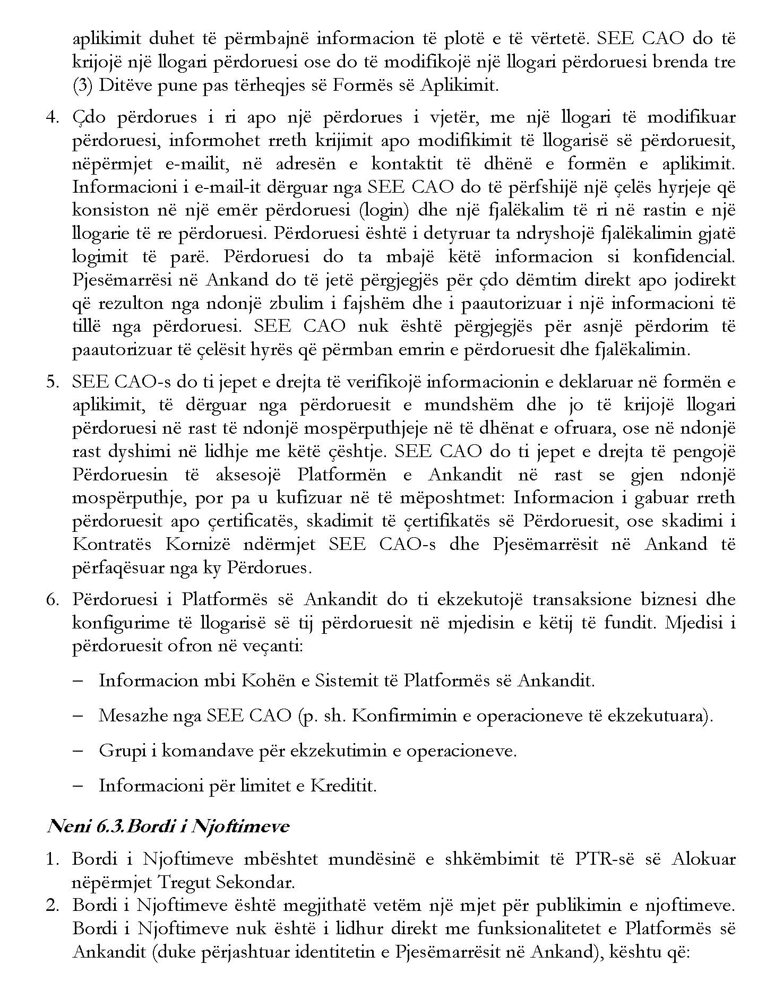 aplikimit duhet të përmbajnë informacion të plotë e të vërtetë. SEE CAO do të
krijojë një llogari përdoruesi ose do të modifikojë një llogari përdoruesi brenda tre
(3) Ditëve pune pas tërheqjes së Formës së Aplikimit.
4. Çdo përdorues i ri apo një përdorues i vjetër, me një llogari të modifikuar
përdoruesi, informohet rreth krijimit apo modifikimit të llogarisë së përdoruesit,
nëpërmjet e-mailit, në adresën e kontaktit të dhënë e formën e aplikimit.
Informacioni i e-mail-it dërguar nga SEE CAO do të përfshijë një çelës hyrjeje që
konsiston në një emër përdoruesi (login) dhe një fjalëkalim të ri në rastin e një
llogarie të re përdoruesi. Përdoruesi është i detyruar ta ndryshojë fjalëkalimin gjatë
logimit të parë. Përdoruesi do ta mbajë këtë informacion si konfidencial.
Pjesëmarrësi në Ankand do të jetë përgjegjës për çdo dëmtim direkt apo jodirekt
që rezulton nga ndonjë zbulim i fajshëm dhe i paautorizuar i një informacioni të
tillë nga përdoruesi. SEE CAO nuk është përgjegjës për asnjë përdorim të
paautorizuar të çelësit hyrës që përmban emrin e përdoruesit dhe fjalëkalimin.
5. SEE CAO-s do ti jepet e drejta të verifikojë informacionin e deklaruar në formën e
aplikimit, të dërguar nga përdoruesit e mundshëm dhe jo të krijojë llogari
përdoruesi në rast të ndonjë mospërputhjeje në të dhënat e ofruara, ose në ndonjë
rast dyshimi në lidhje me këtë çështje. SEE CAO do ti jepet e drejta të pengojë
Përdoruesin të aksesojë Platformën e Ankandit në rast se gjen ndonjë
mospërputhje, por pa u kufizuar në të mëposhtmet: Informacion i gabuar rreth
përdoruesit apo çertificatës, skadimit të çertifikatës së Përdoruesit, ose skadimi i
Kontratës Kornizë ndërmjet SEE CAO-s dhe Pjesëmarrësit në Ankand të
përfaqësuar nga ky Përdorues.
6. Përdoruesi i Platformës së Ankandit do ti ekzekutojë transaksione biznesi dhe
konfigurime të llogarisë së tij përdoruesit në mjedisin e këtij të fundit. Mjedisi i
përdoruesit ofron në veçanti:
– Informacion mbi Kohën e Sistemit të Platformës së Ankandit.
– Mesazhe nga SEE CAO (p. sh. Konfirmimin e operacioneve të ekzekutuara).
– Grupi i komandave për ekzekutimin e operacioneve.
– Informacioni për limitet e Kreditit.
Neni 6.3. Bordi i Njoftimeve
1. Bordi i Njoftimeve mbështet mundësinë e shkëmbimit të PTR-së së Alokuar
nëpërmjet Tregut Sekondar.
2. Bordi i Njoftimeve është megjithatë vetëm një mjet për publikimin e njoftimeve.
Bordi i Njoftimeve nuk është i lidhur direkt me funksionalitetet e Platformës së
Ankandit (duke përjashtuar identitetin e Pjesëmarrësit në Ankand), kështu që: